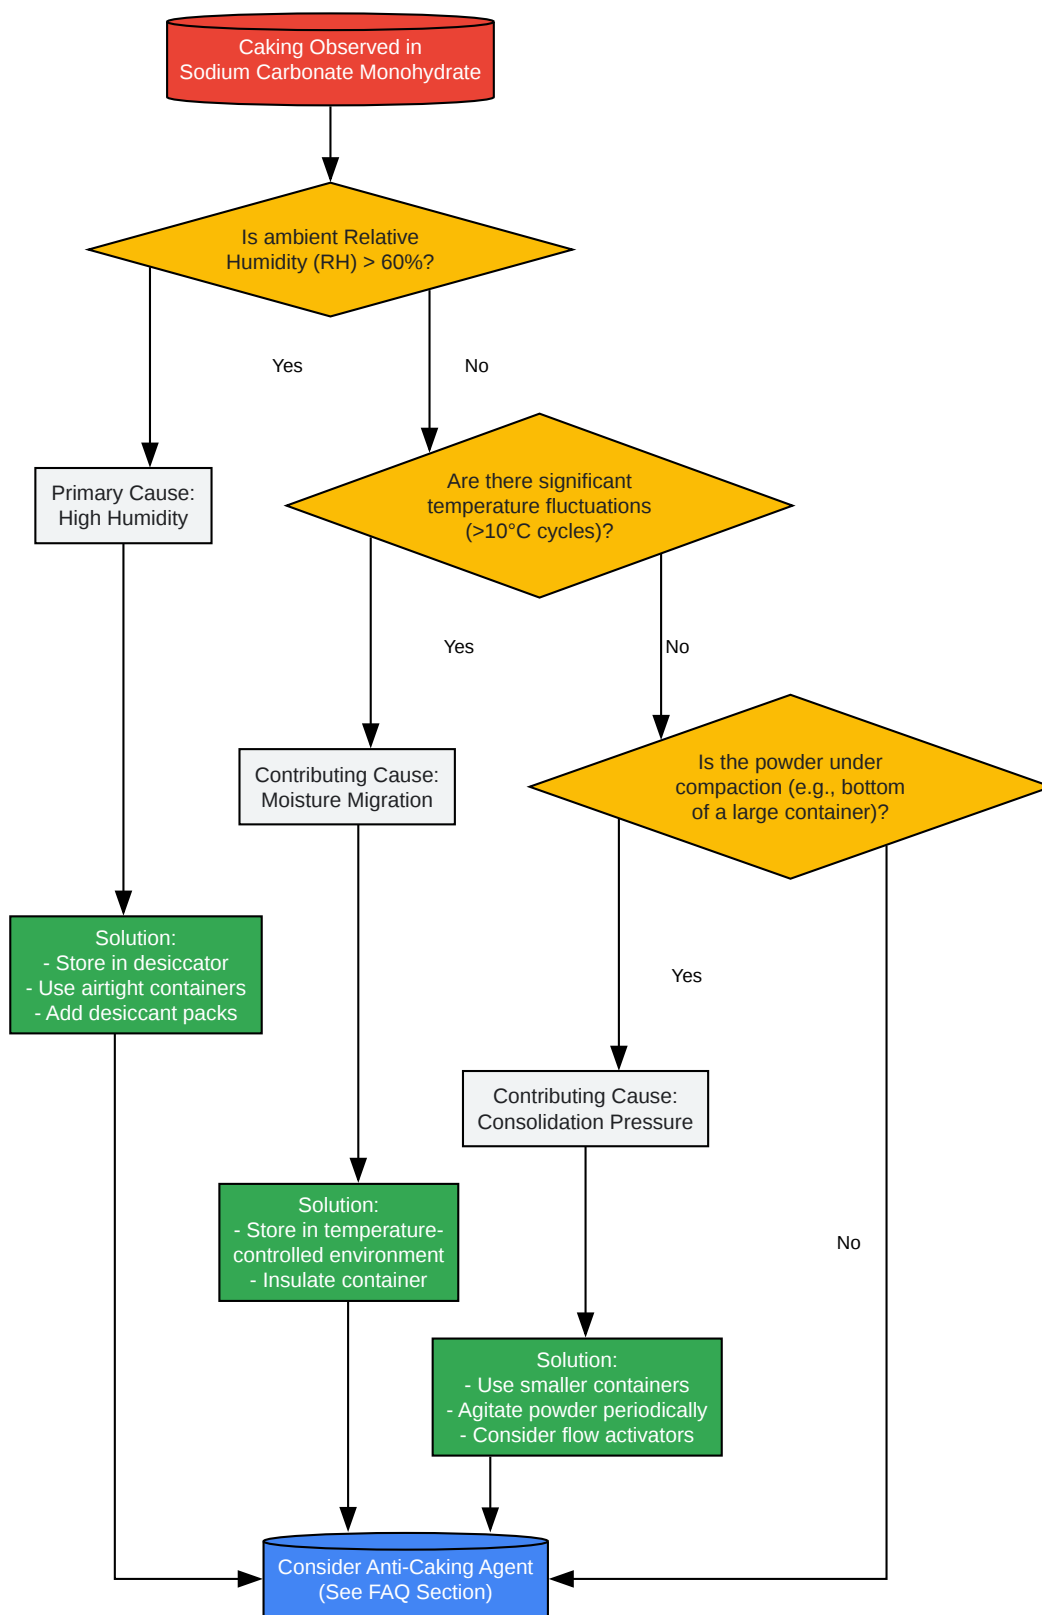 Caking Observed in
Sodium Carbonate Monohydrate
Is ambient Relative
Humidity (RH) > 60%?
Yes
No
Primary Cause:
High Humidity
Are there significant
temperature fluctuations
(>10°C cycles)?
Yes
No
Contributing Cause:
Moisture Migration
Is the powder under
compaction (e.g., bottom
of a large container)?
Solution:
- Store in desiccator
- Use airtight containers
- Add desiccant packs
Yes
Contributing Cause:
Consolidation Pressure
Solution:
- Store in temperature-
controlled environment
- Insulate container
No
Solution:
- Use smaller containers
- Agitate powder periodically
- Consider flow activators
Consider Anti-Caking Agent
(See FAQ Section)